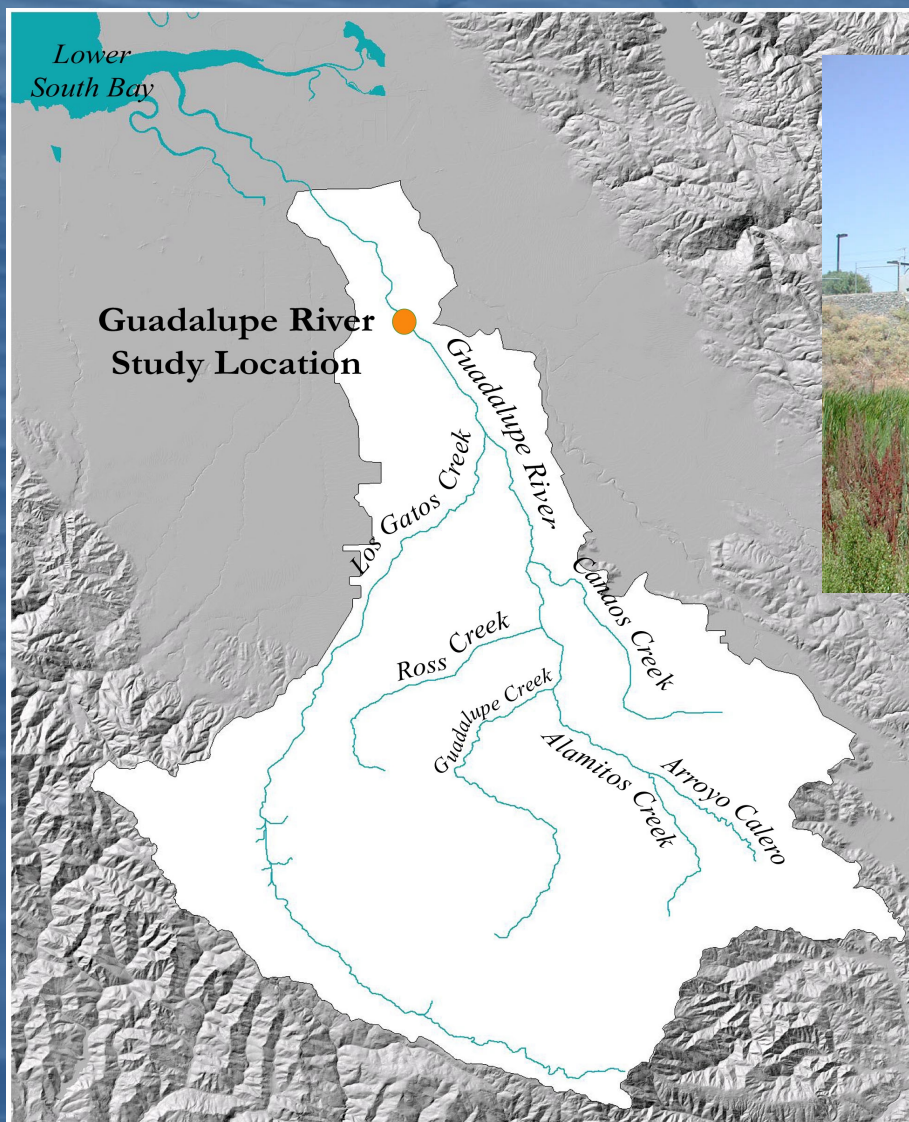 Lower
South Bay
Guadalupe River
Study Location
Guadalupe River
Los Gatos Creek
Canaos Creek
Ross Creek
Guadalupe Creek
Alamitos Creek
Arroyo Calero